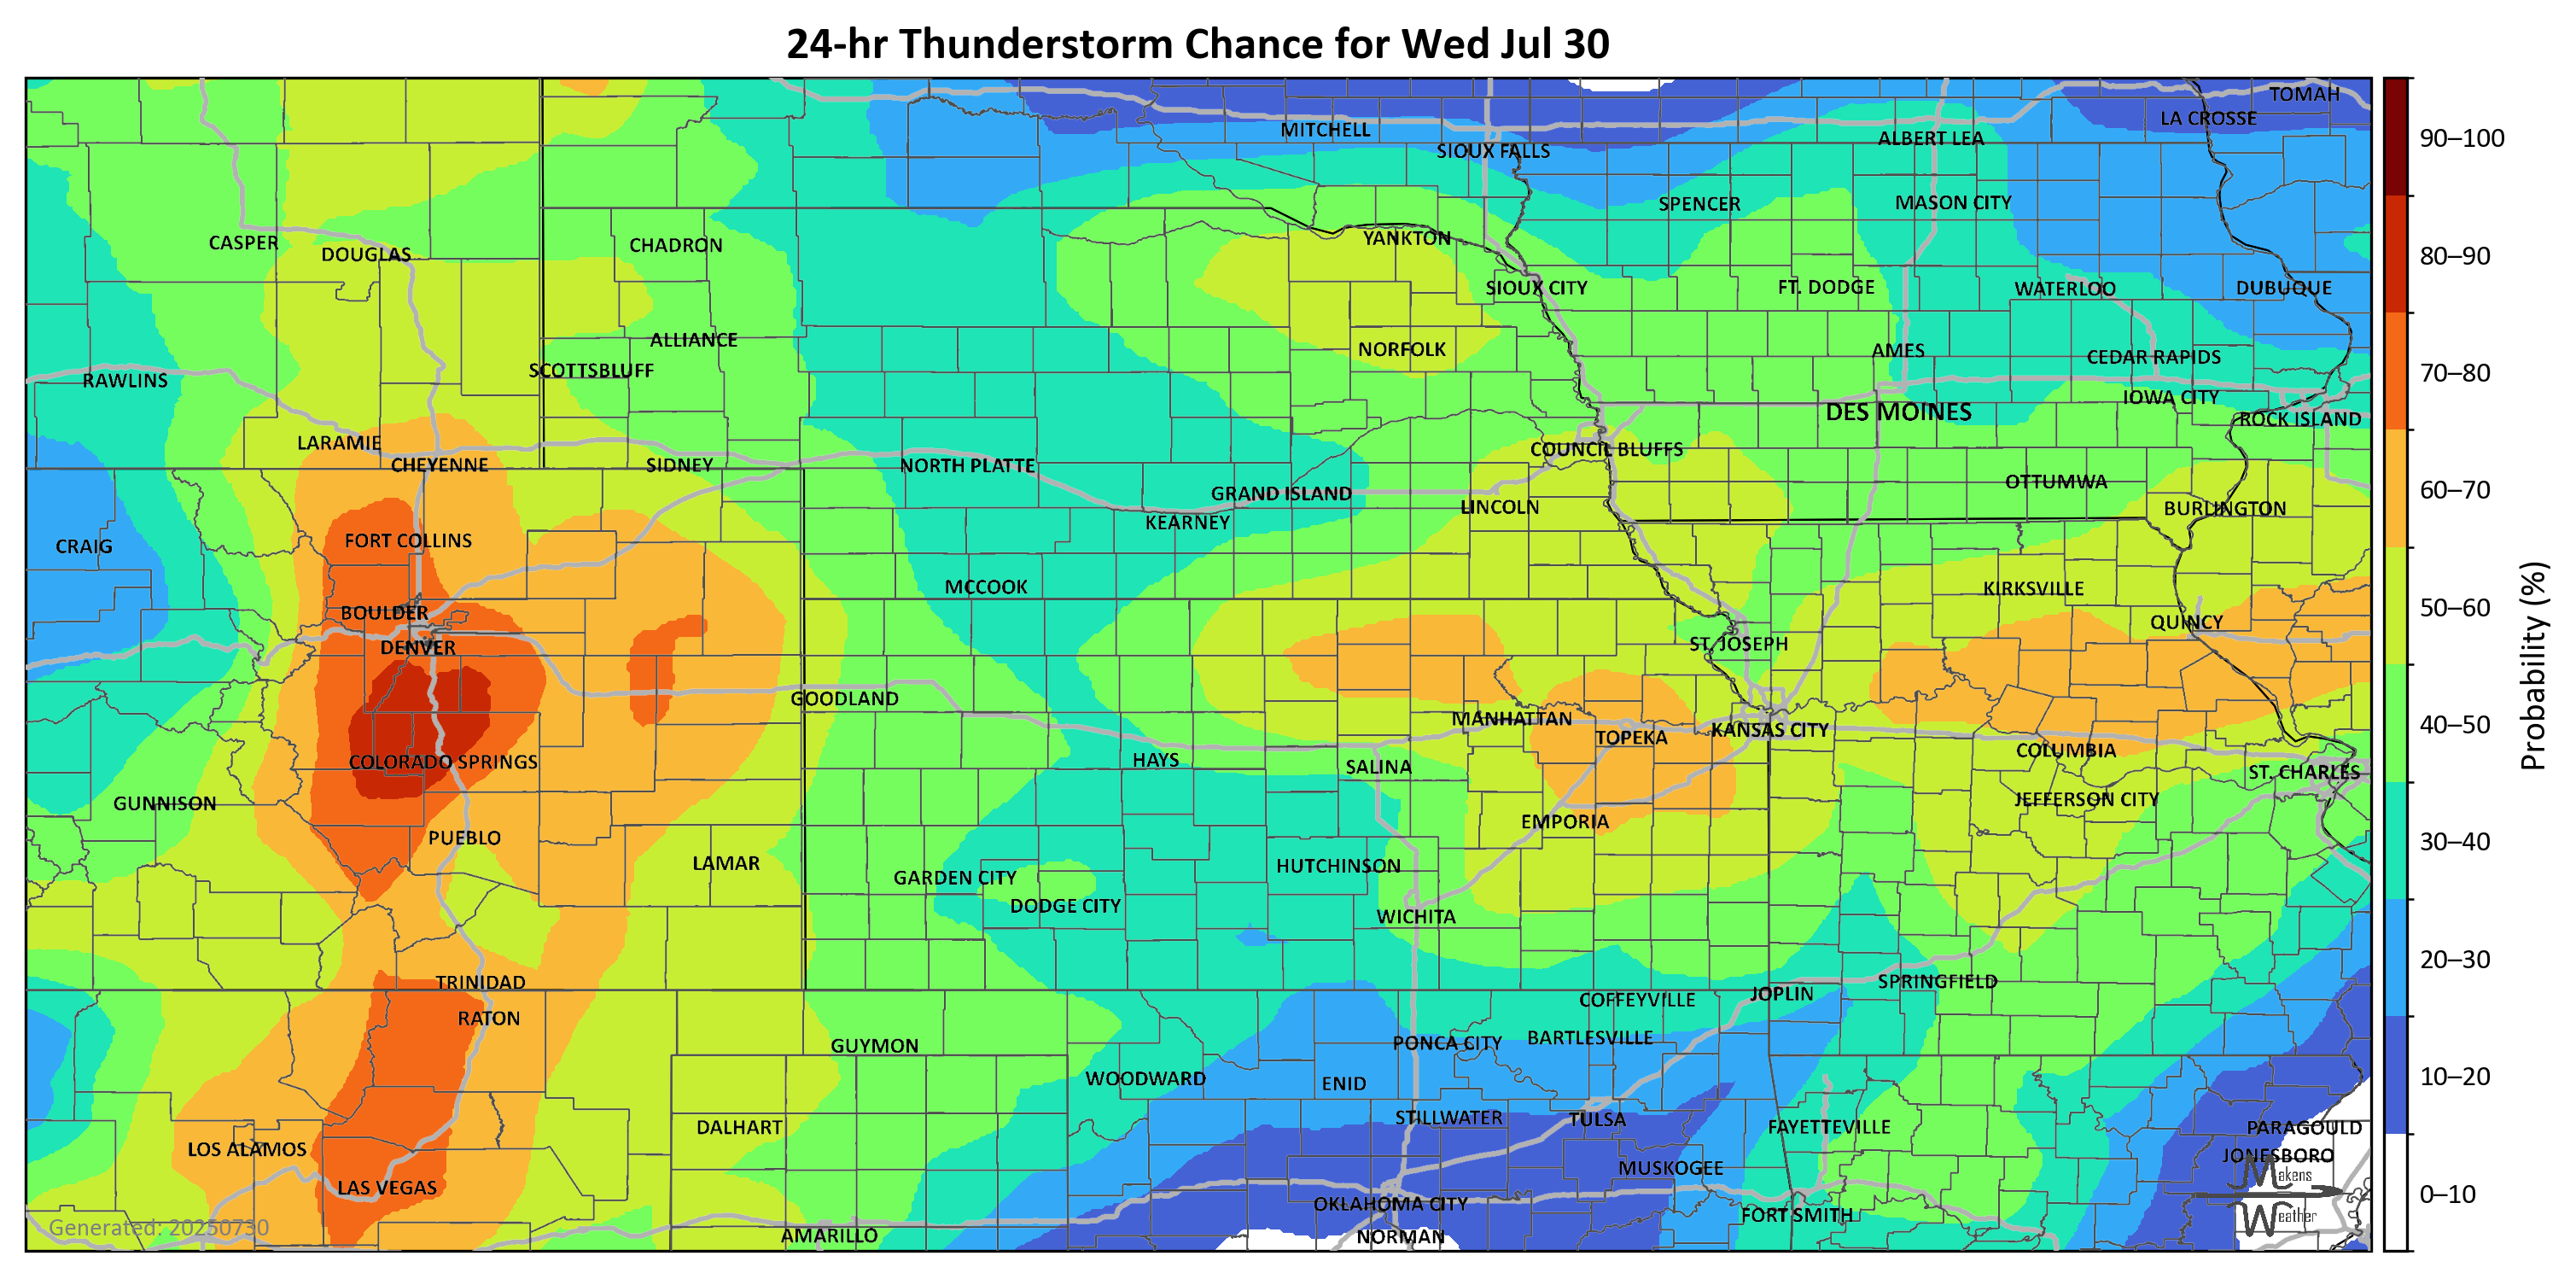 24-hr Thunderstorm Chance for Wed Jul 30
TOMAH
LA CROSSE
MITCHELL
ALBERT LEA
SIOUX FALLS
SPENCER
MASON CITY
CASPER
DOUGLAS
CHADRON
YANKTON
SIOUX CITY
FT. DODGE
WATERLOO
DUBUQUE
ALLIANCE
NORFOLK
AMES
CEDAR RAPIDS
RAWLINS
SCOTTSBLUFF
IOWA CITY
DES MOINES
ROCK ISLAND
LARAMIE
COUNCIL BLUFFS
CHEYENNE
SIDNEY
NORTH PLATTE
OTTUMWA
GRAND ISLAND
LINCOLN
BURLINGTON
KEARNEY
CRAIG
FORT COLLINS
MCCOOK
KIRKSVILLE
BOULDER
QUINCY
DENVER
ST. JOSEPH
GOODLAND
MANHATTAN
TOPEKA
KANSAS CITY
COLUMBIA
COLORADO SPRINGS
HAYS
SALINA
ST. CHARLES
GUNNISON
JEFFERSON CITY
EMPORIA
PUEBLO
LAMAR
HUTCHINSON
GARDEN CITY
DODGE CITY
WICHITA
TRINIDAD
SPRINGFIELD
COFFEYVILLE
JOPLIN
RATON
GUYMON
PONCA CITY
BARTLESVILLE
WOODWARD
ENID
STILLWATER
TULSA
DALHART
FAYETTEVILLE
PARAGOULD
LOS ALAMOS
JONESBORO
MUSKOGEE
LAS VEGAS
OKLAHOMA CITY
FORT SMITH
AMARILLO
NORMAN
Generated: 20250730
Makens
Weather
90–100
80–90
70–80
60–70
50–60
40–50
30–40
20–30
10–20
0–10
Probability (%)